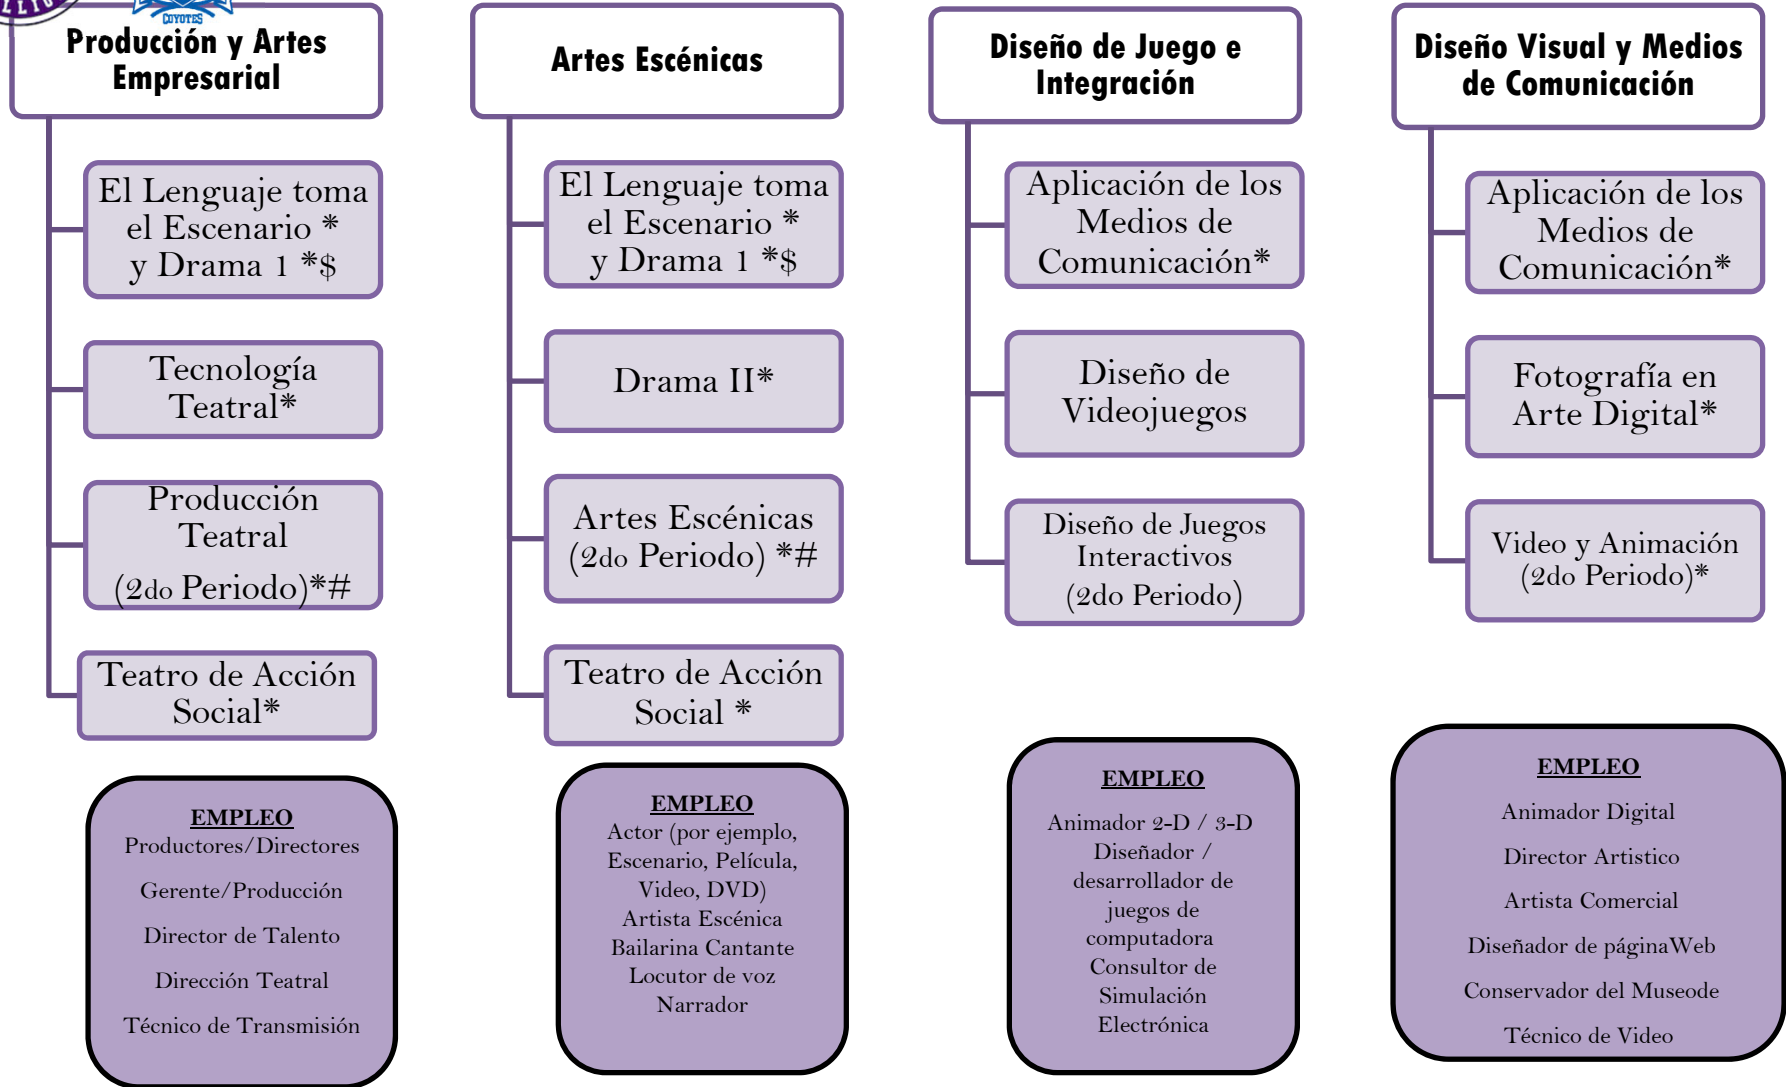 COYOTES
Producción y Artes
Empresarial
El Lenguaje toma
el Escenario *
y Drama 1 *$
Tecnología
Teatral*
Producción
Teatral
(2do Periodo)*#
Teatro de Acción
Social*
EMPLEO
Productores/Directores
Gerente/Producción
Director de Talento
Dirección Teatral
Técnico de Transmisión
Artes Escénicas
El Lenguaje toma
el Escenario *
y Drama 1 *$
Drama II*
Artes Escénicas
(2do Periodo) *#
Teatro de Acción
Social *
EMPLEO
Actor (por ejemplo,
Escenario, Película,
Video, DVD)
Artista Escénica
Bailarina Cantante
Locutor de voz
Narrador
Diseño de Juego e
Integración
Aplicación de los
Medios de
Comunicación*
Diseño de
Videojuegos
Diseño de Juegos
Interactivos
(2do Periodo)
EMPLEO
Animador 2-D / 3-D
Diseñador /
desarrollador de
juegos de
computadora
Consultor de
Simulación
Electrónica
Diseño Visual y Medios
de Comunicación
Aplicación de los
Medios de
Comunicación*
Fotografía en
Arte Digital*
Video y Animación
(2do Periodo)*
EMPLEO
Animador Digital
Director Artistico
Artista Comercial
Diseñador de páginaWeb
Conservador del Museode
Técnico de Video